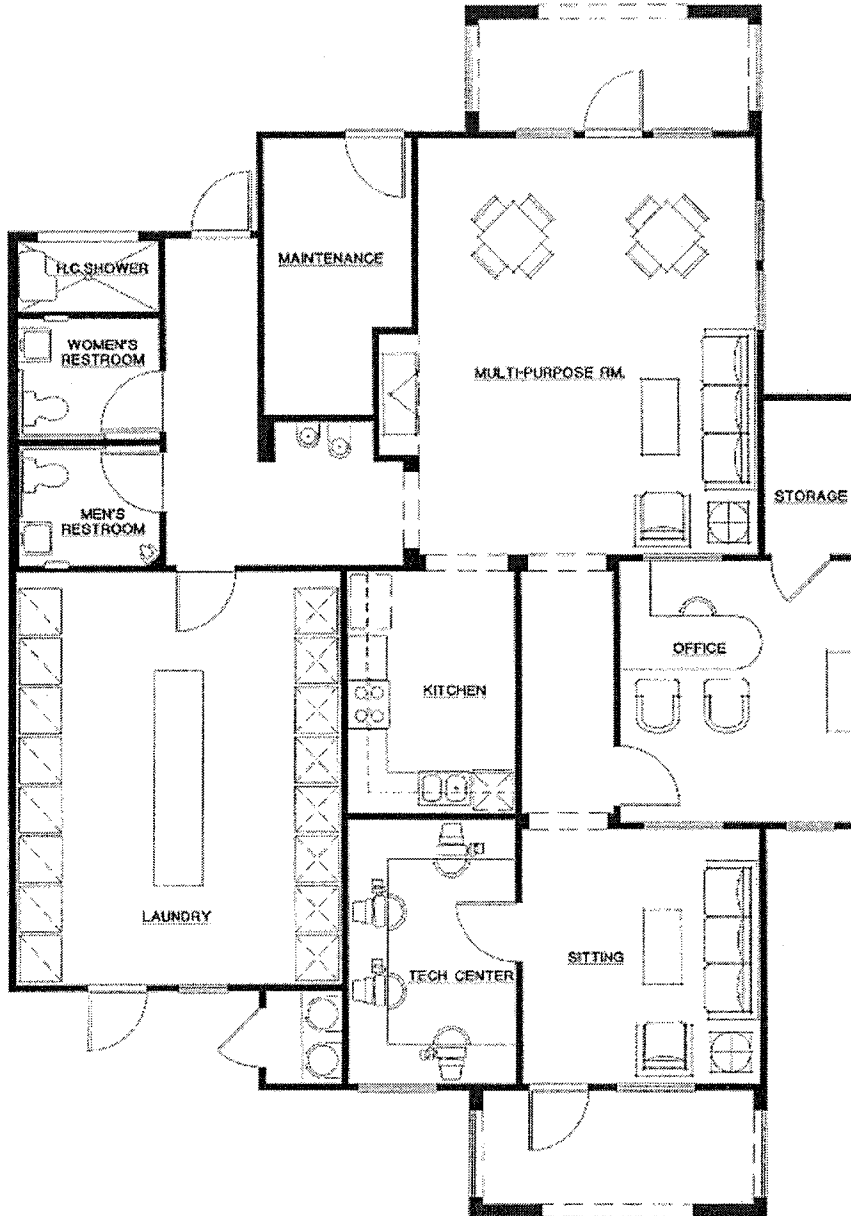 MAINTENANCE
H.C. SHOWER
WOMEN'S
RESTROOM
MULTI-PURPOSE RM.
STORAGE
MEN'S
RESTROOM
OFFICE
KITCHEN
LAUNDRY
SITTING
TECH CENTER